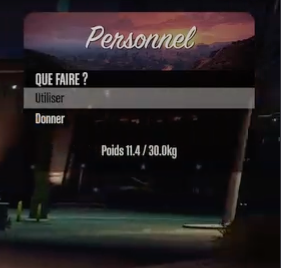 Personnel
QUE FAIRE ?
Utiliser
Donner
Poids 11.4 / 30.0kg